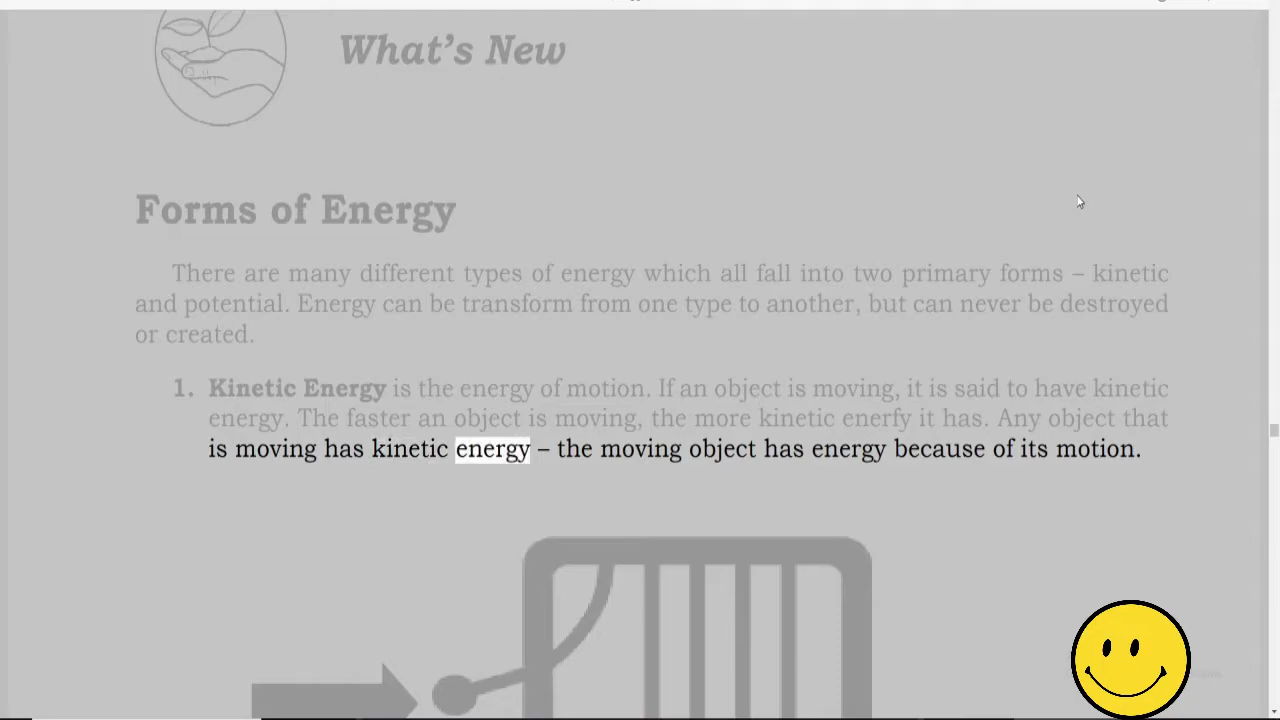 What's New
Forms of Energy
There are many different types of energy which all fall into two primary forms – kinetic
and potential. Energy can be transform from one type to another, but can never be destroyed
or created.
1. Kinetic Energy is the energy of motion. If an object is moving, it is said to have kinetic
energy. The faster an object is moving, the more kinetic enerfy it has. Any object that
is moving has kinetic energy – the moving object has energy because of its motion.